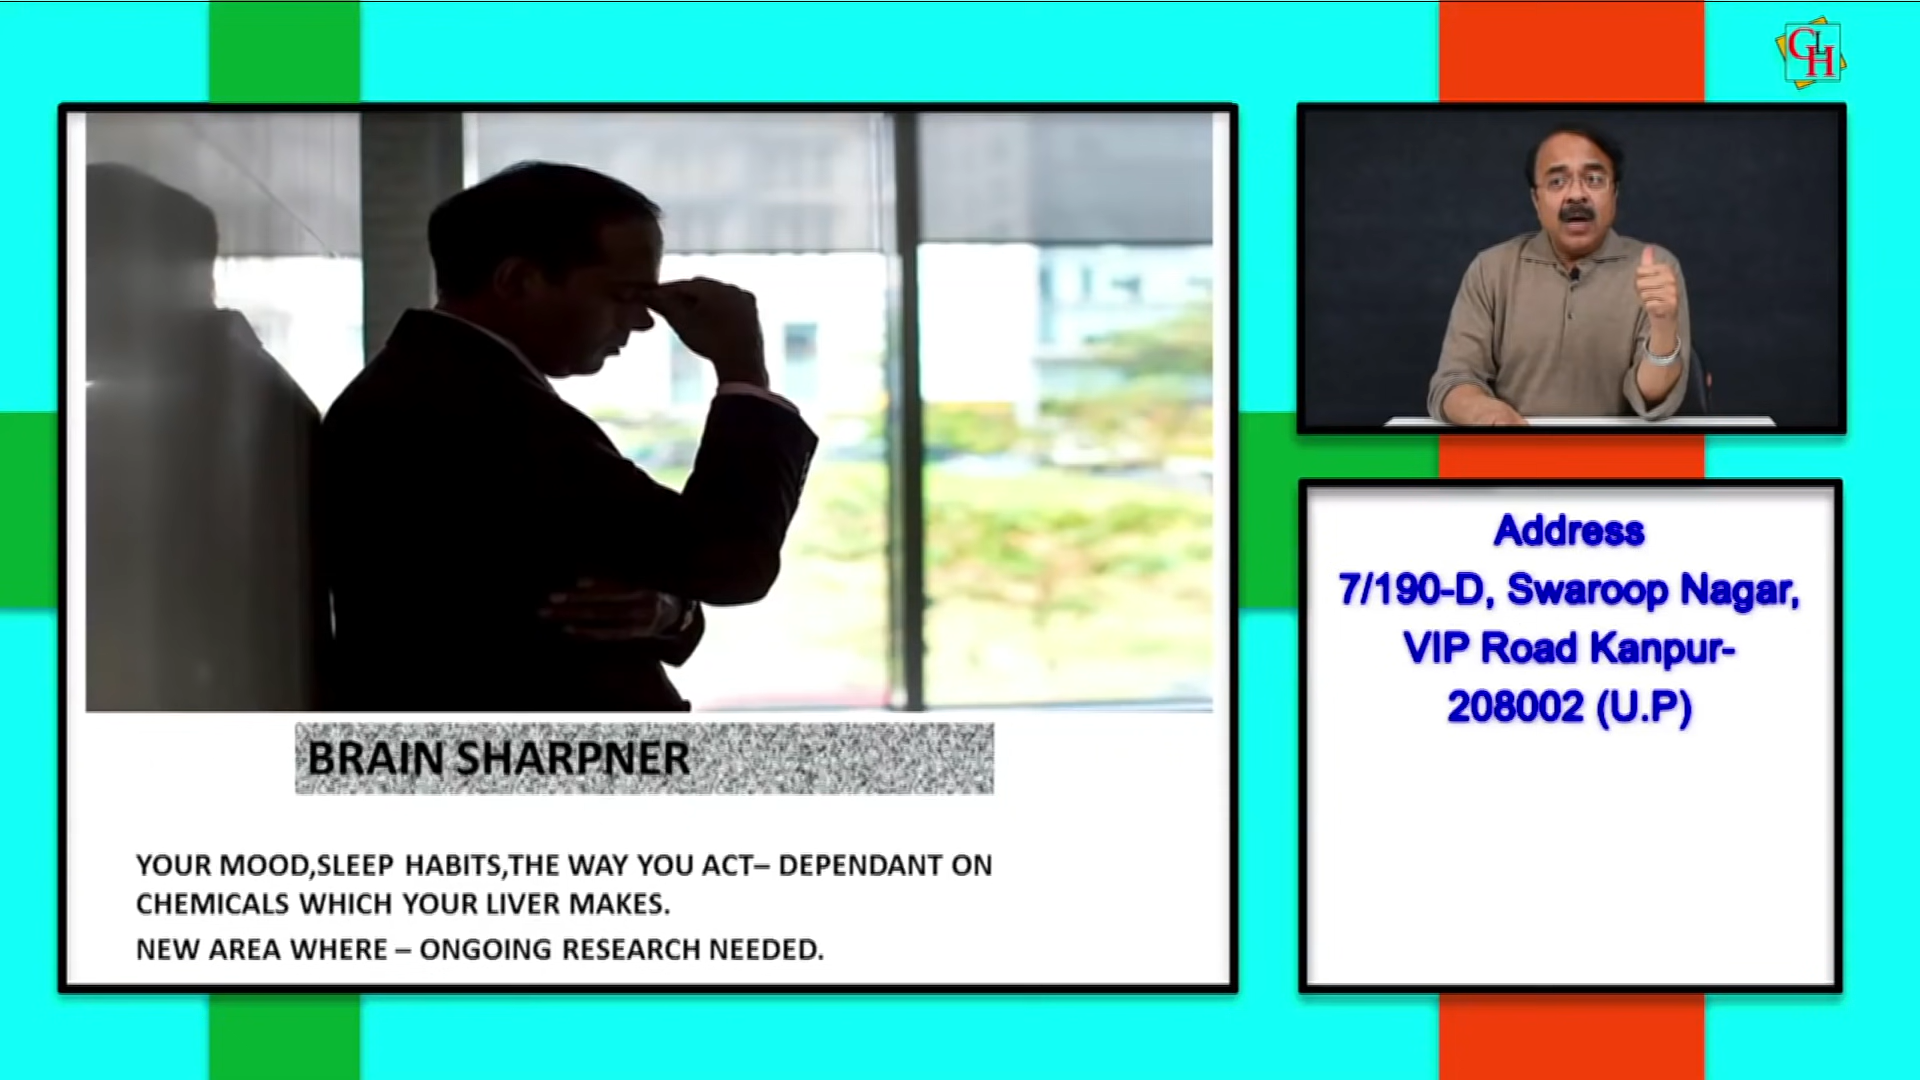 GLH
BRAIN SHARPNER
YOUR MOOD,SLEEP HABITS,THE WAY YOU ACT– DEPENDANT ON
CHEMICALS WHICH YOUR LIVER MAKES.
NEW AREA WHERE – ONGOING RESEARCH NEEDED.
Address
7/190-D, Swaroop Nagar,
VIP Road Kanpur-
208002 (U.P)